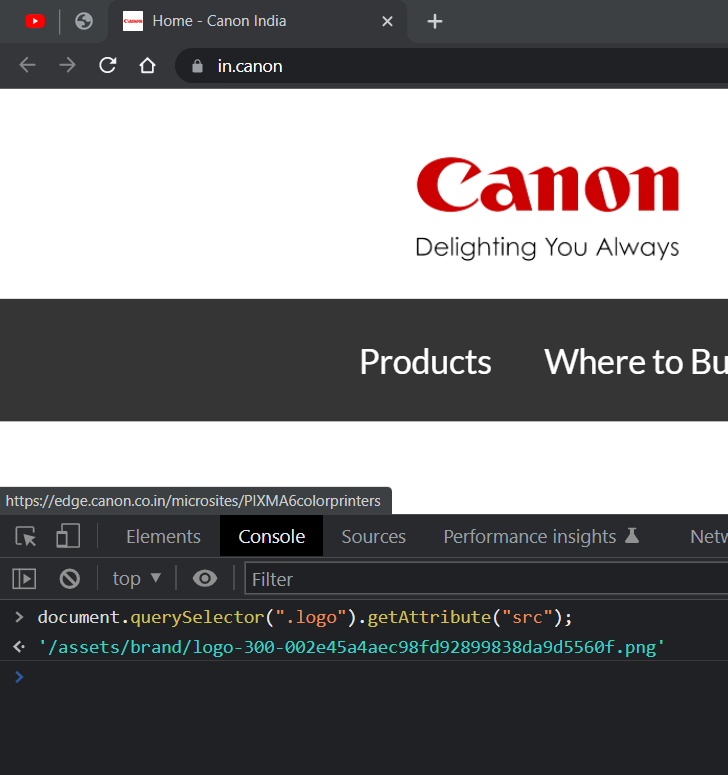 Canon Home - Canon India
in.canon
Canon
Delighting You Always
Products Where to Bu
https://edge.canon.co.in/microsites/PIXMA6colorprinters
Elements Console Sources Performance insights Netw
top Filter
document.querySelector(".logo").getAttribute("src");
'/assets/brand/logo-300-002e45a4aec98fd92899838da9d5560f.png'